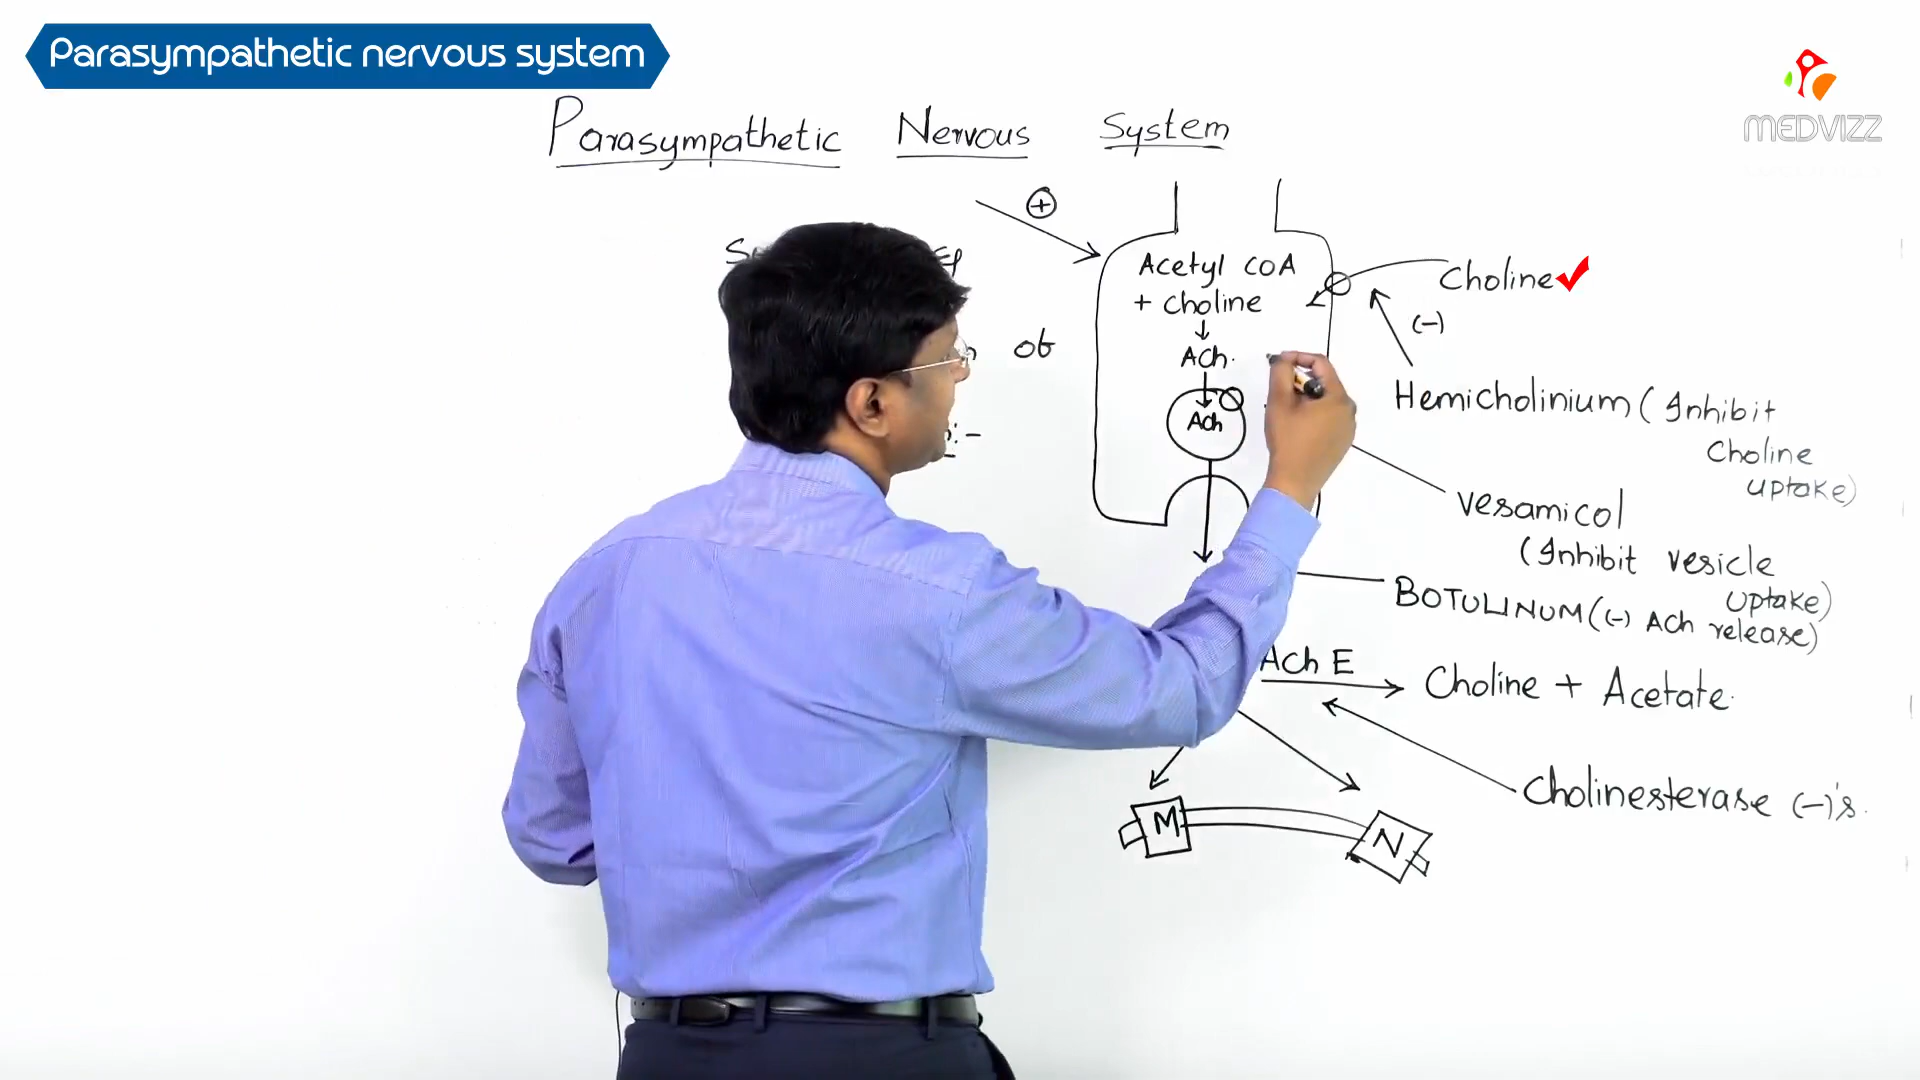 Parasympathetic nervous system
MEDVIZZ
Parasympathetic Nervous System
+
Acetyl COA
+ choline
Ach.
Ach
Choline
(-)
Hemicholinium ( Inhibit
Choline
uptake)
Vesamicol
(Inhibit vesicle
uptake)
BOTULINUM (-) Ach release)
Ach E
Choline + Acetate.
Cholinesterase (-)'s.
M
N